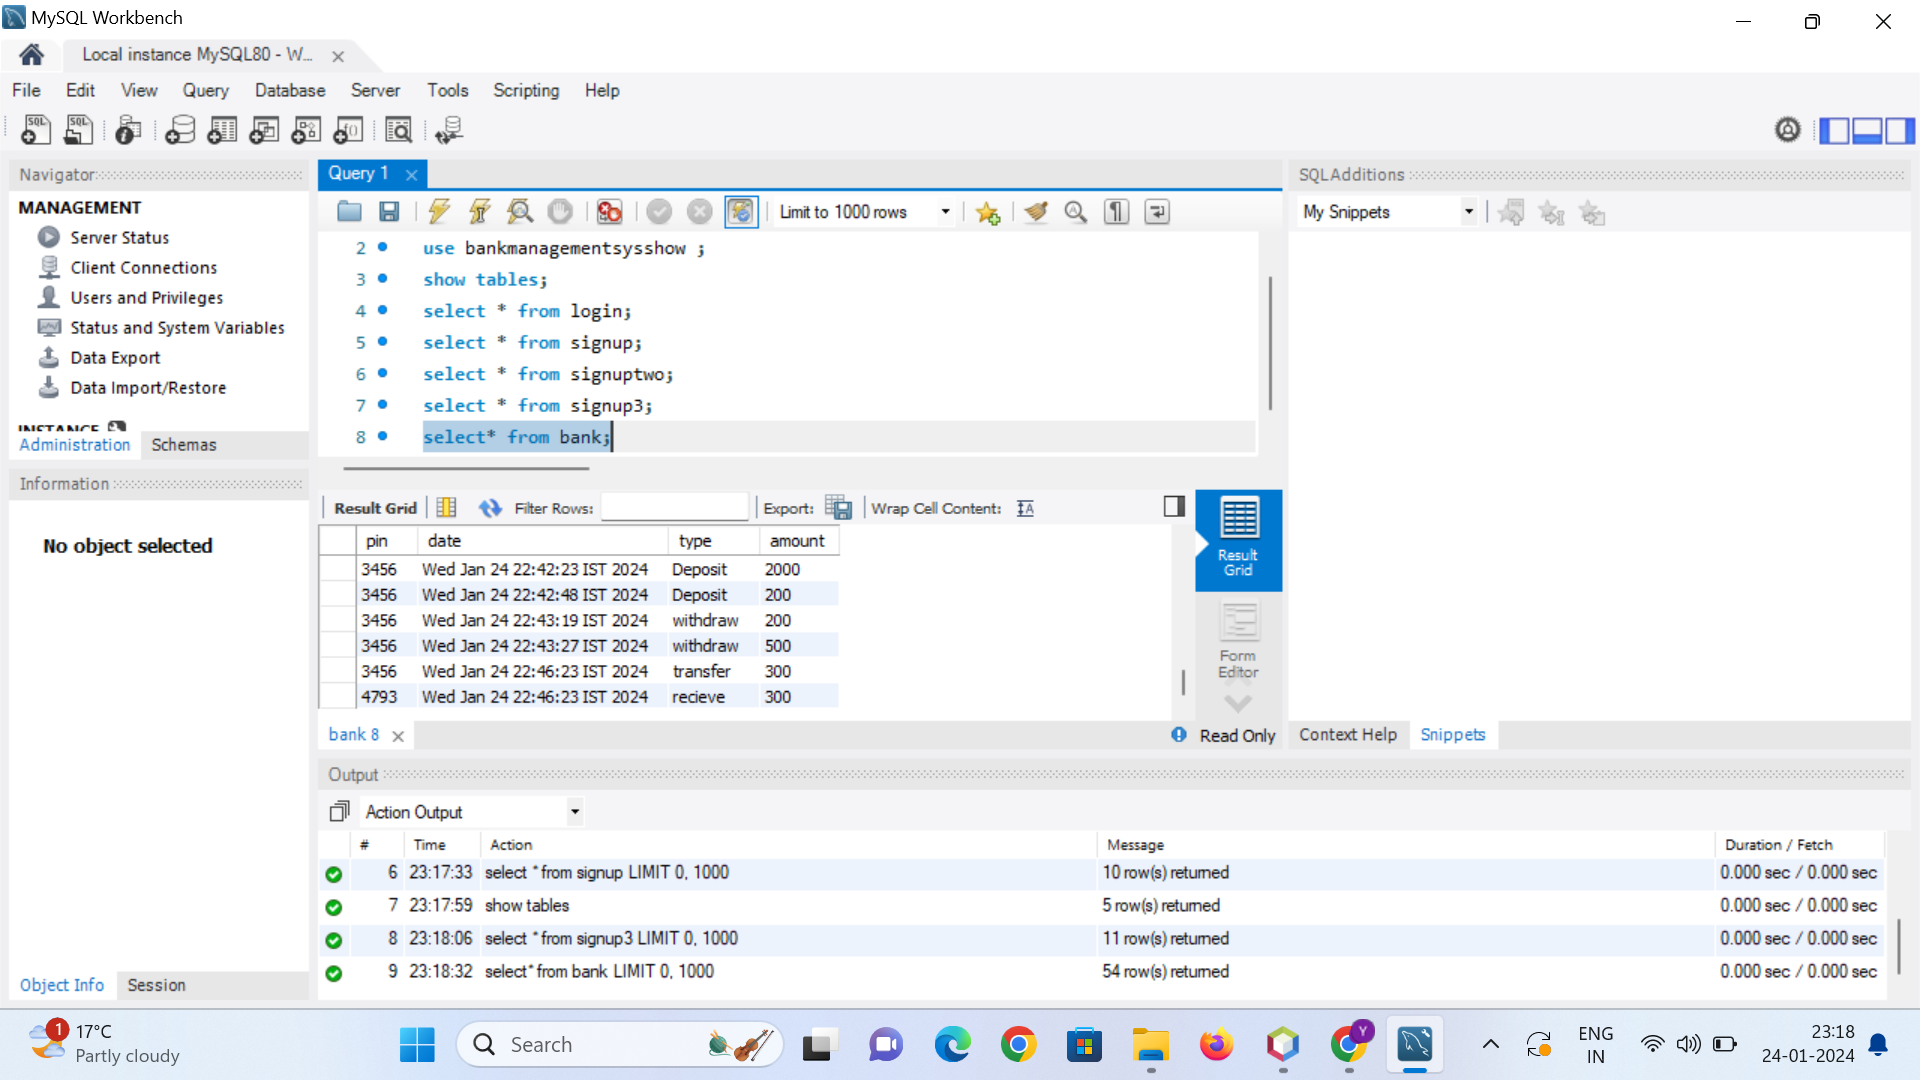 MySQL Workbench
Local instance MySQL80 - W...
File Edit View Query Database Server Tools Scripting Help
Navigator
MANAGEMENT
Server Status
Client Connections
Users and Privileges
Status and System Variables
Data Export
Data Import/Restore
INSTANCE
Administration Schemas
Information
No object selected
Object Info Session
Query 1
Limit to 1000 rows
2 use bankmanagementsysshow ;
3 show tables;
4 select * from login;
5 select * from signup;
6 select * from signuptwo;
7 select * from signup3;
8 select* from bank;
Result Grid Filter Rows: Export: Wrap Cell Content:
pin date type amount
3456 Wed Jan 24 22:42:23 IST 2024 Deposit 2000
3456 Wed Jan 24 22:42:48 IST 2024 Deposit 200
3456 Wed Jan 24 22:43:19 IST 2024 withdraw 200
3456 Wed Jan 24 22:43:27 IST 2024 withdraw 500
3456 Wed Jan 24 22:46:23 IST 2024 transfer 300
4793 Wed Jan 24 22:46:23 IST 2024 recieve 300
Result
Grid
Form
Editor
bank 8
Read Only
SQLAdditions
My Snippets
Context Help Snippets
Output
Action Output
# Time Action Message Duration / Fetch
6 23:17:33 select * from signup LIMIT 0, 1000 10 row(s) returned 0.000 sec / 0.000 sec
7 23:17:59 show tables 5 row(s) returned 0.000 sec / 0.000 sec
8 23:18:06 select * from signup3 LIMIT 0, 1000 11 row(s) returned 0.000 sec / 0.000 sec
9 23:18:32 select* from bank LIMIT 0, 1000 54 row(s) returned 0.000 sec / 0.000 sec
1
17°C
Partly cloudy
Search
Y
ENG
IN
23:18
24-01-2024